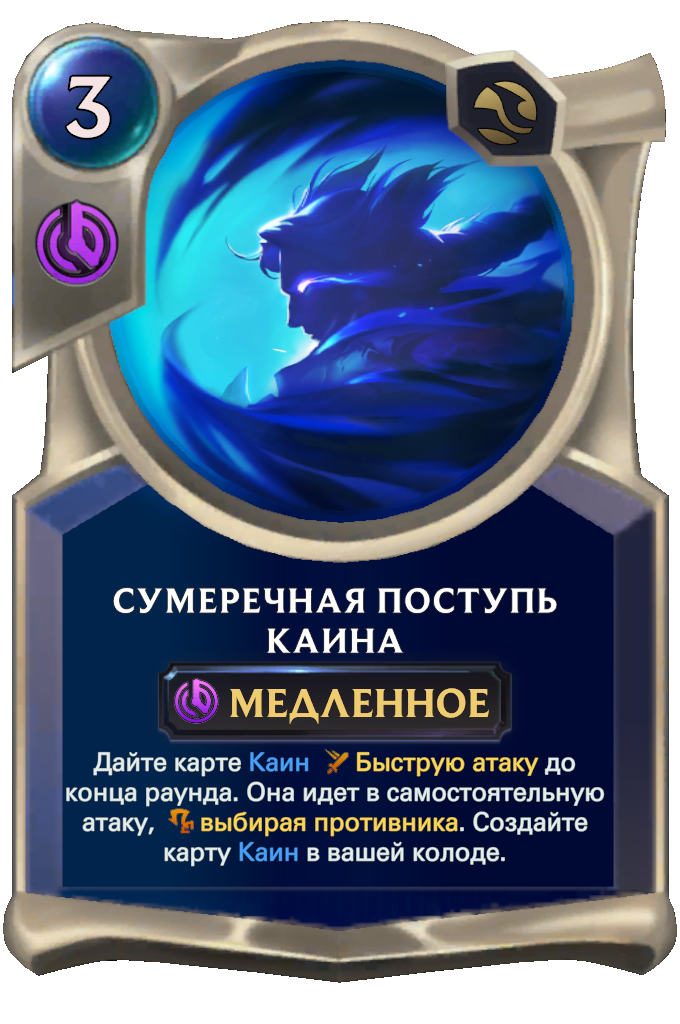 3
СУМЕРЕЧНАЯ ПОСТУПЬ
КАИНА
МЕДЛЕННОЕ
Дайте карте Каин Быструю атаку до
конца раунда. Она идет в самостоятельную
атаку, выбирая противника. Создайте
карту Каин в вашей колоде.